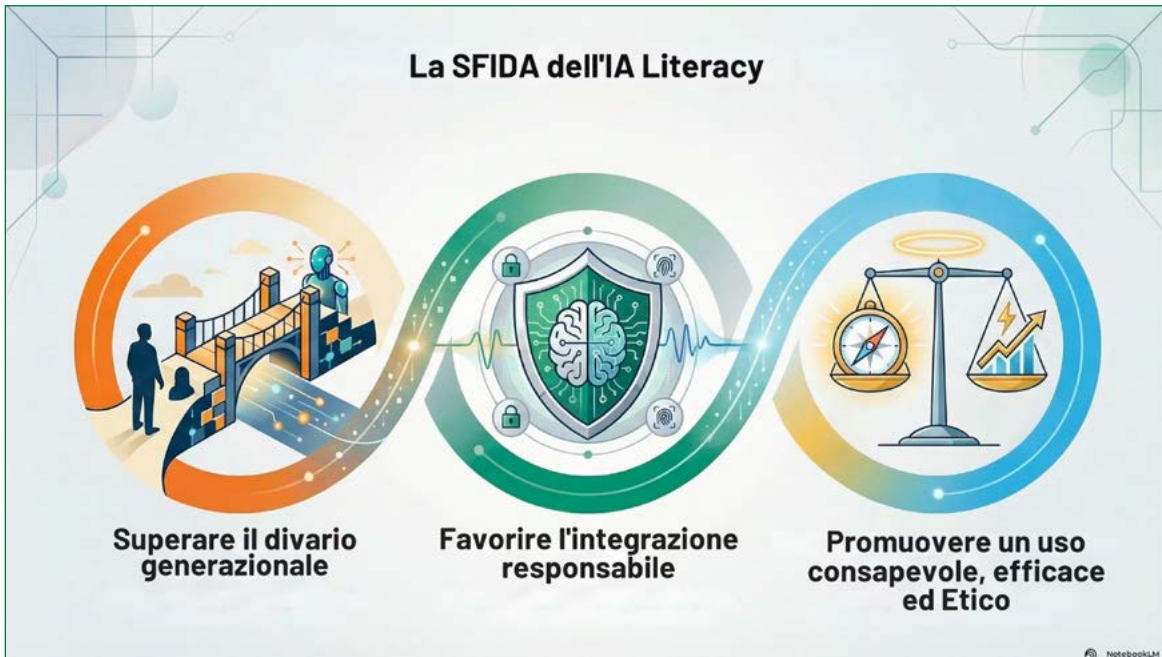 La SFIDA dell'IA Literacy
Superare il divario
generazionale
Favorire l'integrazione
responsabile
Promuovere un uso
consapevole, efficace
ed Etico
NotebookLM